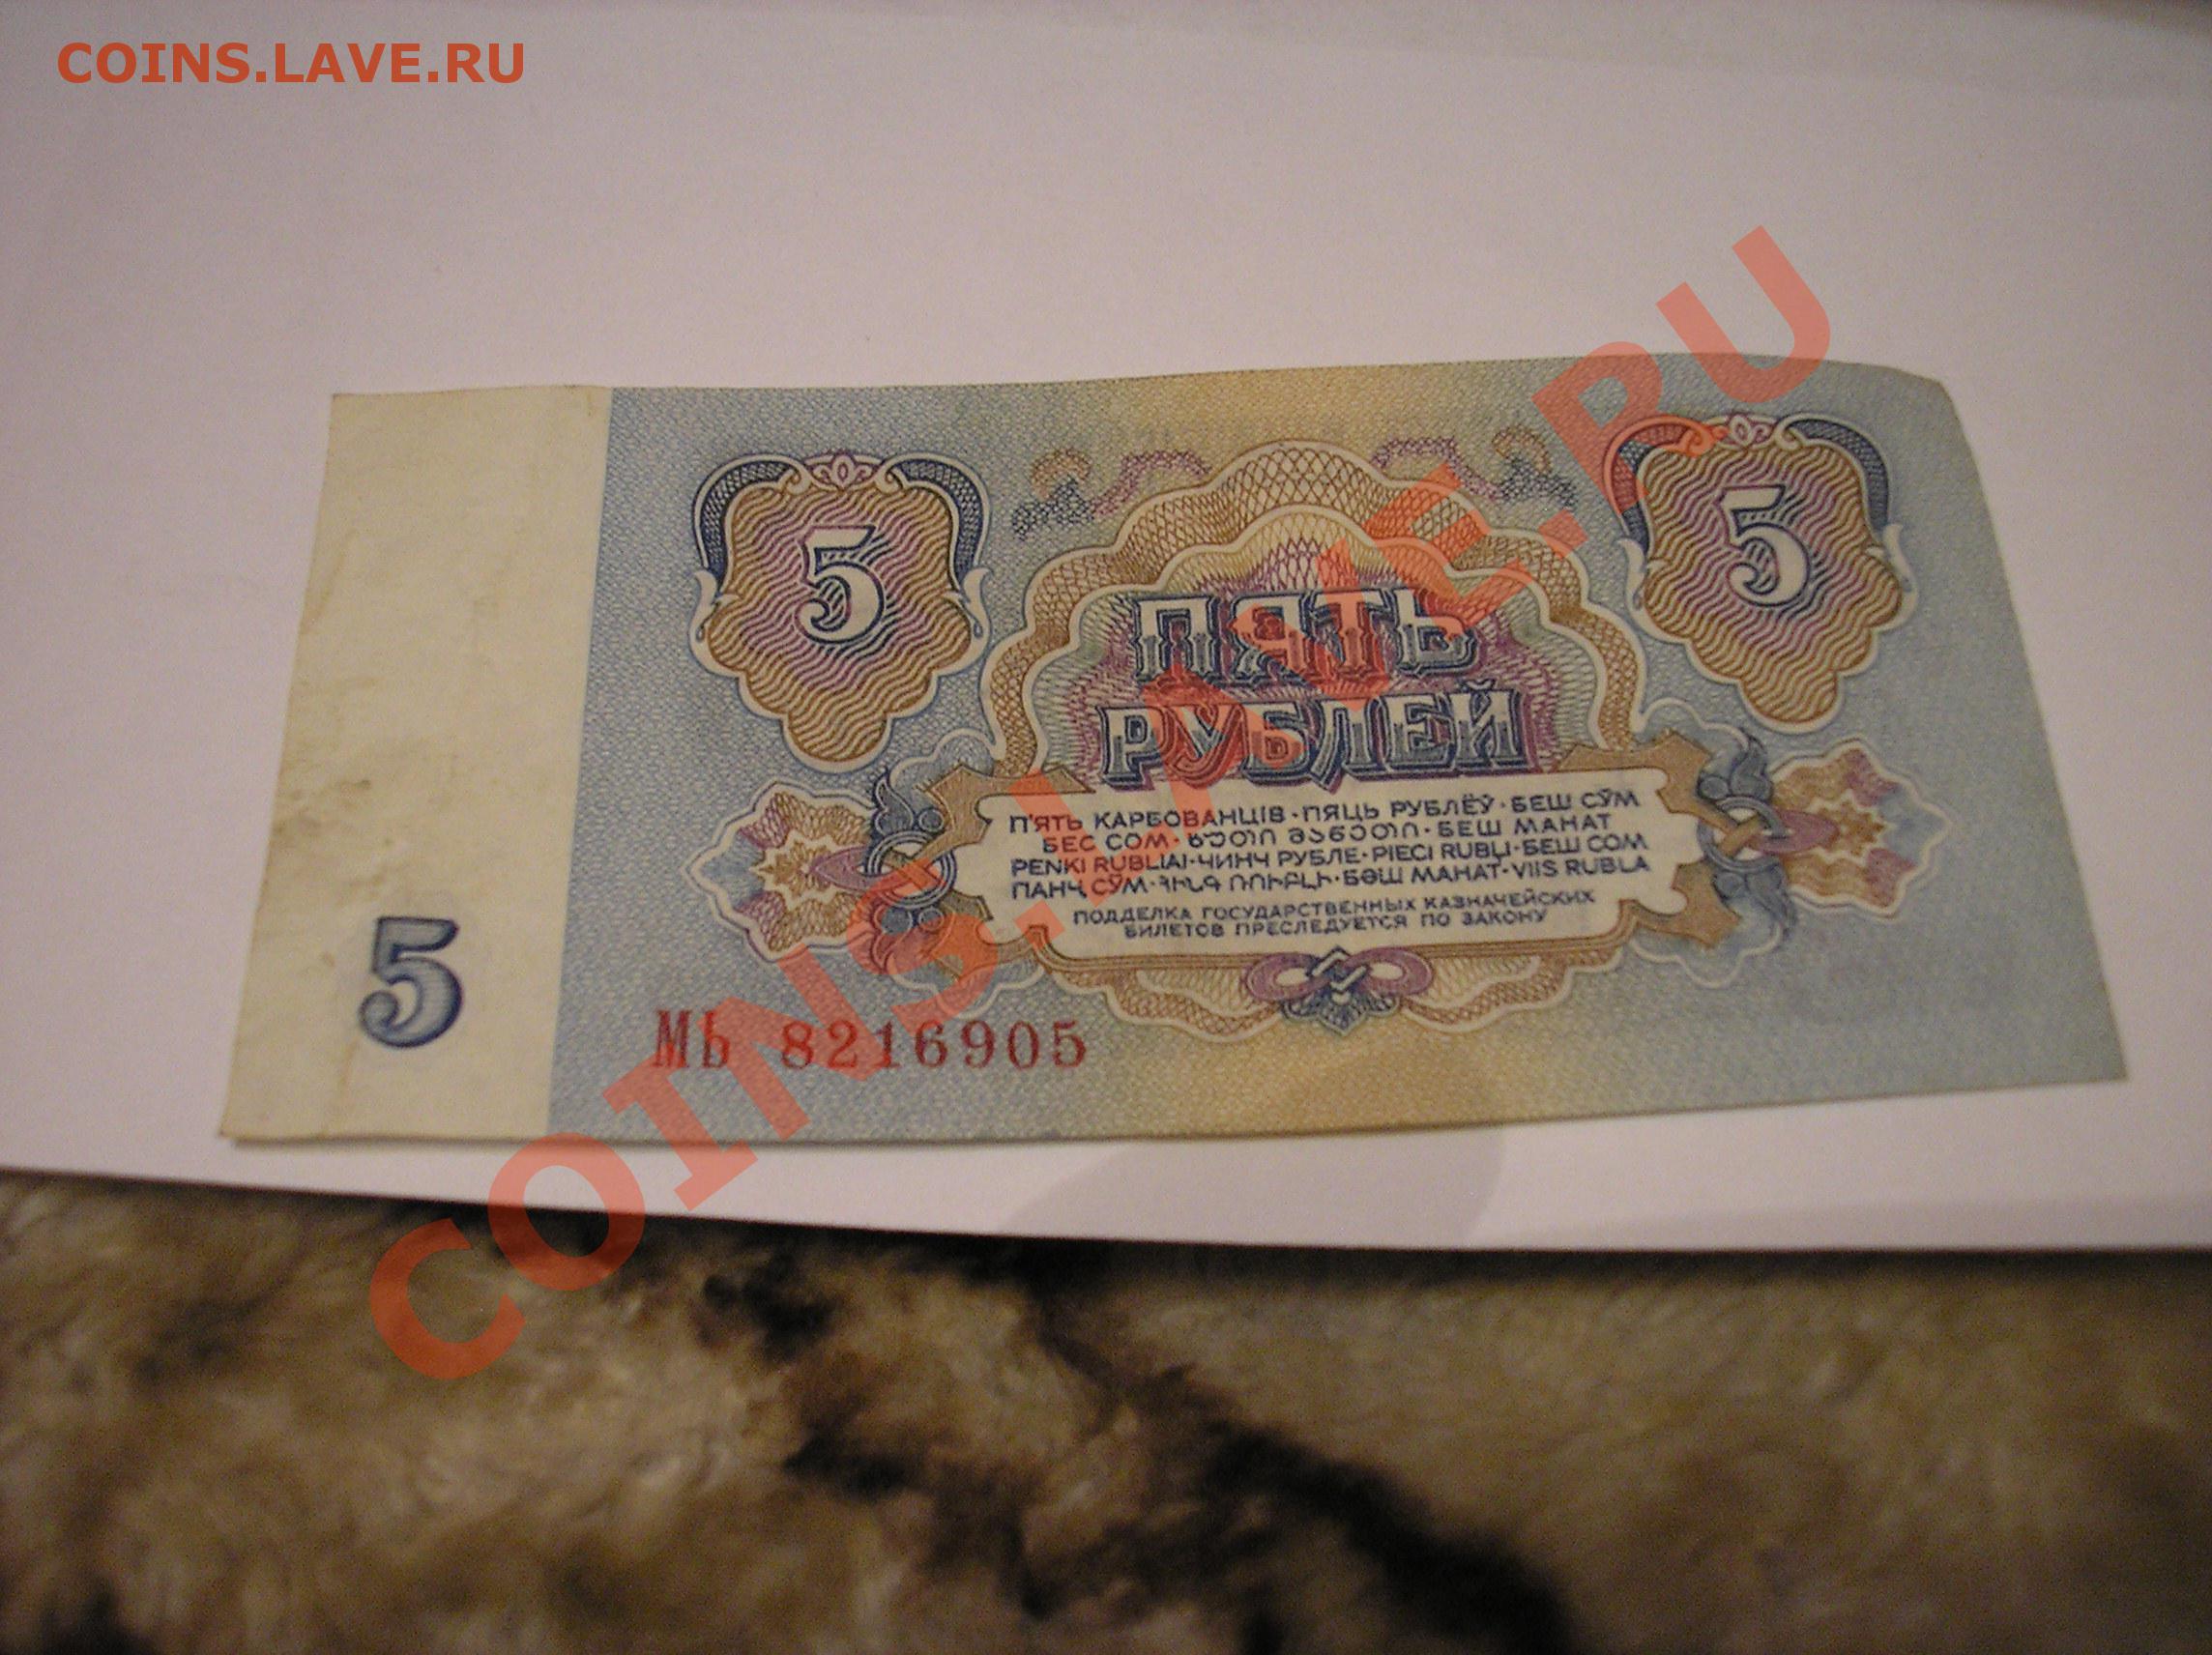 COINS.LAVE.RU
5
5
ПЯТЬ
РУБЛЕЙ
П'ЯТЬ КАРБОВАНЦІВ·ПЯЦЬ РУБЛЁЎ·БЕШ СЎМ
БЕС СОМ·ხუთი მანეთი·БЕШ МАНАТ
PENKI RUBLIAI·ЧИНЧ РУБЛЕ·PIECI RUBĻI·БЕШ СОМ
ПАНҶ СЎМ·ՀԻՆԳ ՌՈՒԲԼԻ·БӘШ МАНАТ·VIIS RUBLA
ПОДДЕЛКА ГОСУДАРСТВЕННЫХ КАЗНАЧЕЙСКИХ
БИЛЕТОВ ПРЕСЛЕДУЕТСЯ ПО ЗАКОНУ
5
МЬ 8216905
COINS.LAVE.RU